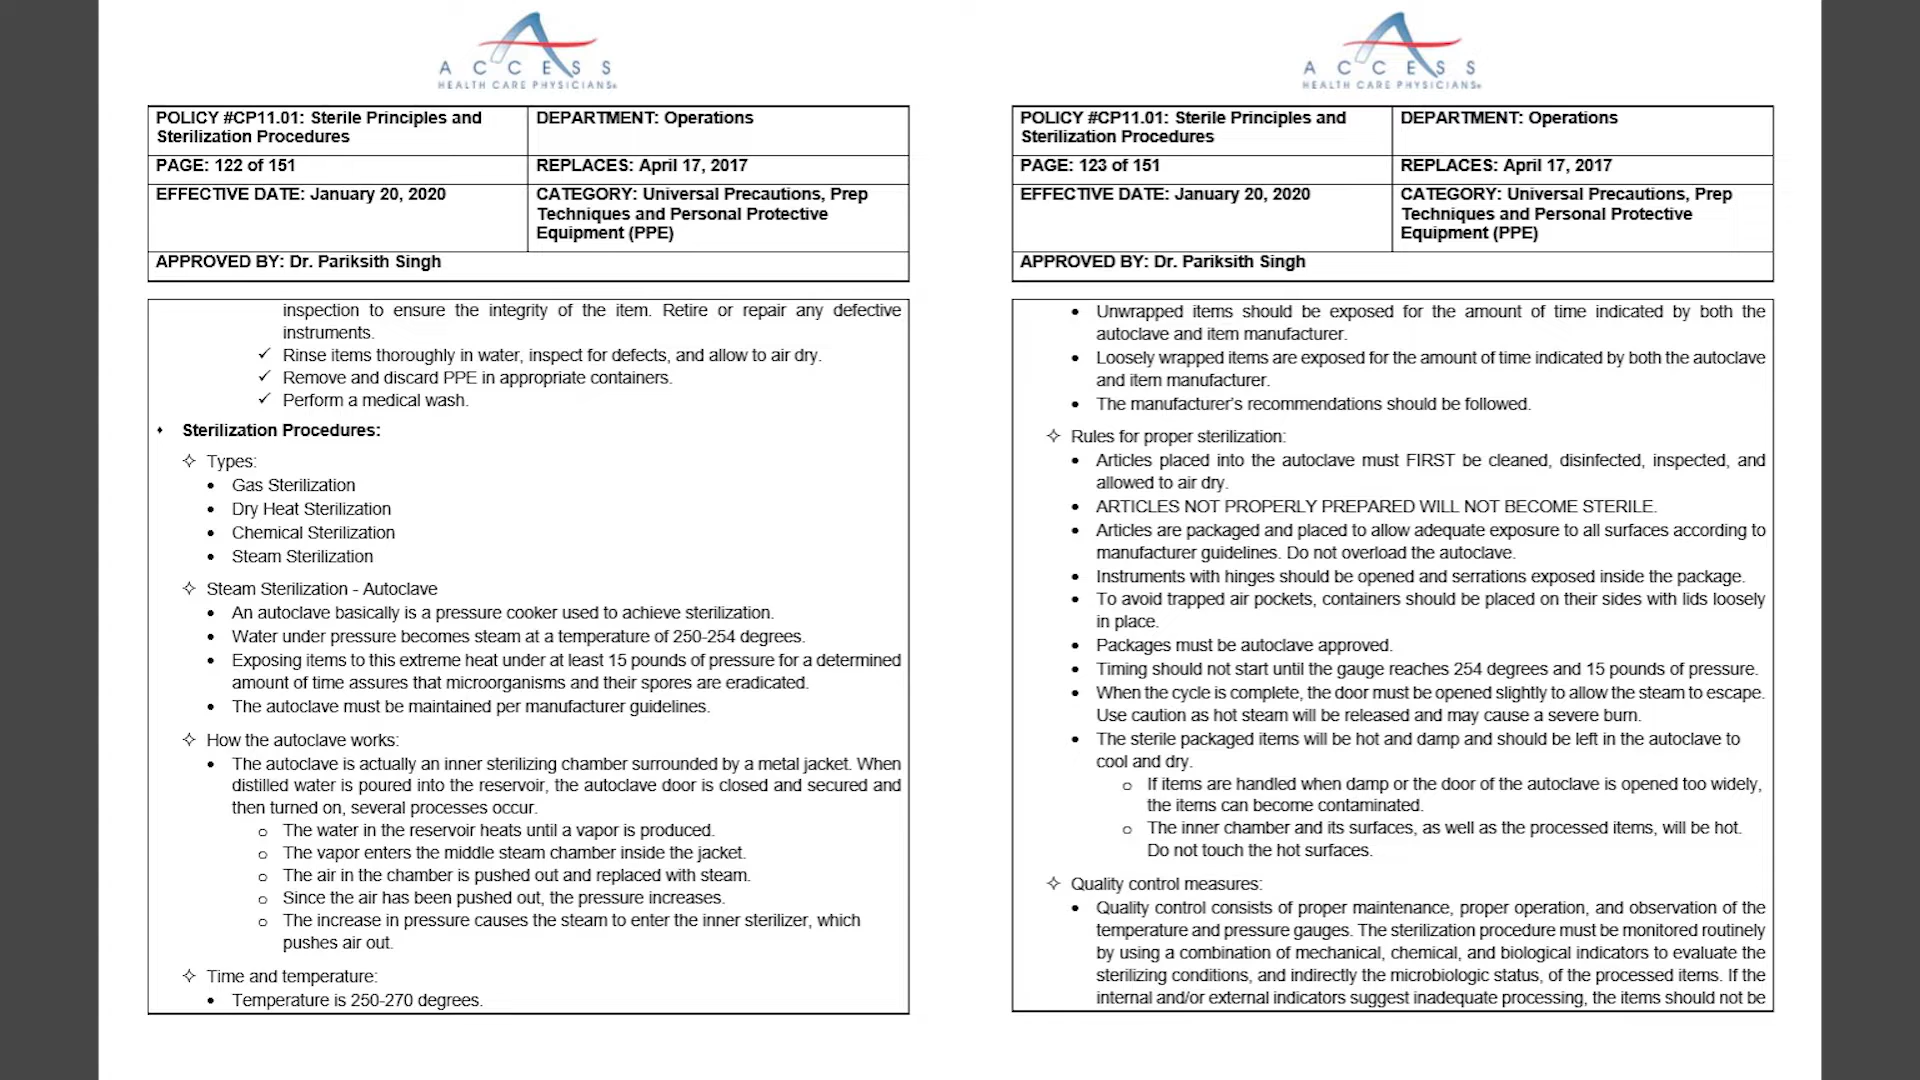 ACCESS
HEALTH CARE PHYSICIANS
POLICY #CP11.01: Sterile Principles and
Sterilization Procedures
DEPARTMENT: Operations
PAGE: 122 of 151
REPLACES: April 17, 2017
EFFECTIVE DATE: January 20, 2020
CATEGORY: Universal Precautions, Prep
Techniques and Personal Protective
Equipment (PPE)
APPROVED BY: Dr. Pariksith Singh
inspection to ensure the integrity of the item. Retire or repair any defective
instruments.
✓ Rinse items thoroughly in water, inspect for defects, and allow to air dry.
✓ Remove and discard PPE in appropriate containers.
✓ Perform a medical wash.
• Sterilization Procedures:
✧ Types:
• Gas Sterilization
• Dry Heat Sterilization
• Chemical Sterilization
• Steam Sterilization
✧ Steam Sterilization - Autoclave
• An autoclave basically is a pressure cooker used to achieve sterilization.
• Water under pressure becomes steam at a temperature of 250-254 degrees.
• Exposing items to this extreme heat under at least 15 pounds of pressure for a determined
amount of time assures that microorganisms and their spores are eradicated.
• The autoclave must be maintained per manufacturer guidelines.
✧ How the autoclave works:
• The autoclave is actually an inner sterilizing chamber surrounded by a metal jacket. When
distilled water is poured into the reservoir, the autoclave door is closed and secured and
then turned on, several processes occur.
o The water in the reservoir heats until a vapor is produced.
o The vapor enters the middle steam chamber inside the jacket.
o The air in the chamber is pushed out and replaced with steam.
o Since the air has been pushed out, the pressure increases.
o The increase in pressure causes the steam to enter the inner sterilizer, which
pushes air out.
✧ Time and temperature:
• Temperature is 250-270 degrees.
ACCESS
HEALTH CARE PHYSICIANS
POLICY #CP11.01: Sterile Principles and
Sterilization Procedures
DEPARTMENT: Operations
PAGE: 123 of 151
REPLACES: April 17, 2017
EFFECTIVE DATE: January 20, 2020
CATEGORY: Universal Precautions, Prep
Techniques and Personal Protective
Equipment (PPE)
APPROVED BY: Dr. Pariksith Singh
• Unwrapped items should be exposed for the amount of time indicated by both the
autoclave and item manufacturer.
• Loosely wrapped items are exposed for the amount of time indicated by both the autoclave
and item manufacturer.
• The manufacturer's recommendations should be followed.
✧ Rules for proper sterilization:
• Articles placed into the autoclave must FIRST be cleaned, disinfected, inspected, and
allowed to air dry.
• ARTICLES NOT PROPERLY PREPARED WILL NOT BECOME STERILE.
• Articles are packaged and placed to allow adequate exposure to all surfaces according to
manufacturer guidelines. Do not overload the autoclave.
• Instruments with hinges should be opened and serrations exposed inside the package.
• To avoid trapped air pockets, containers should be placed on their sides with lids loosely
in place.
• Packages must be autoclave approved.
• Timing should not start until the gauge reaches 254 degrees and 15 pounds of pressure.
• When the cycle is complete, the door must be opened slightly to allow the steam to escape.
Use caution as hot steam will be released and may cause a severe burn.
• The sterile packaged items will be hot and damp and should be left in the autoclave to
cool and dry.
o If items are handled when damp or the door of the autoclave is opened too widely,
the items can become contaminated.
o The inner chamber and its surfaces, as well as the processed items, will be hot.
Do not touch the hot surfaces.
✧ Quality control measures:
• Quality control consists of proper maintenance, proper operation, and observation of the
temperature and pressure gauges. The sterilization procedure must be monitored routinely
by using a combination of mechanical, chemical, and biological indicators to evaluate the
sterilizing conditions, and indirectly the microbiologic status, of the processed items. If the
internal and/or external indicators suggest inadequate processing, the items should not be